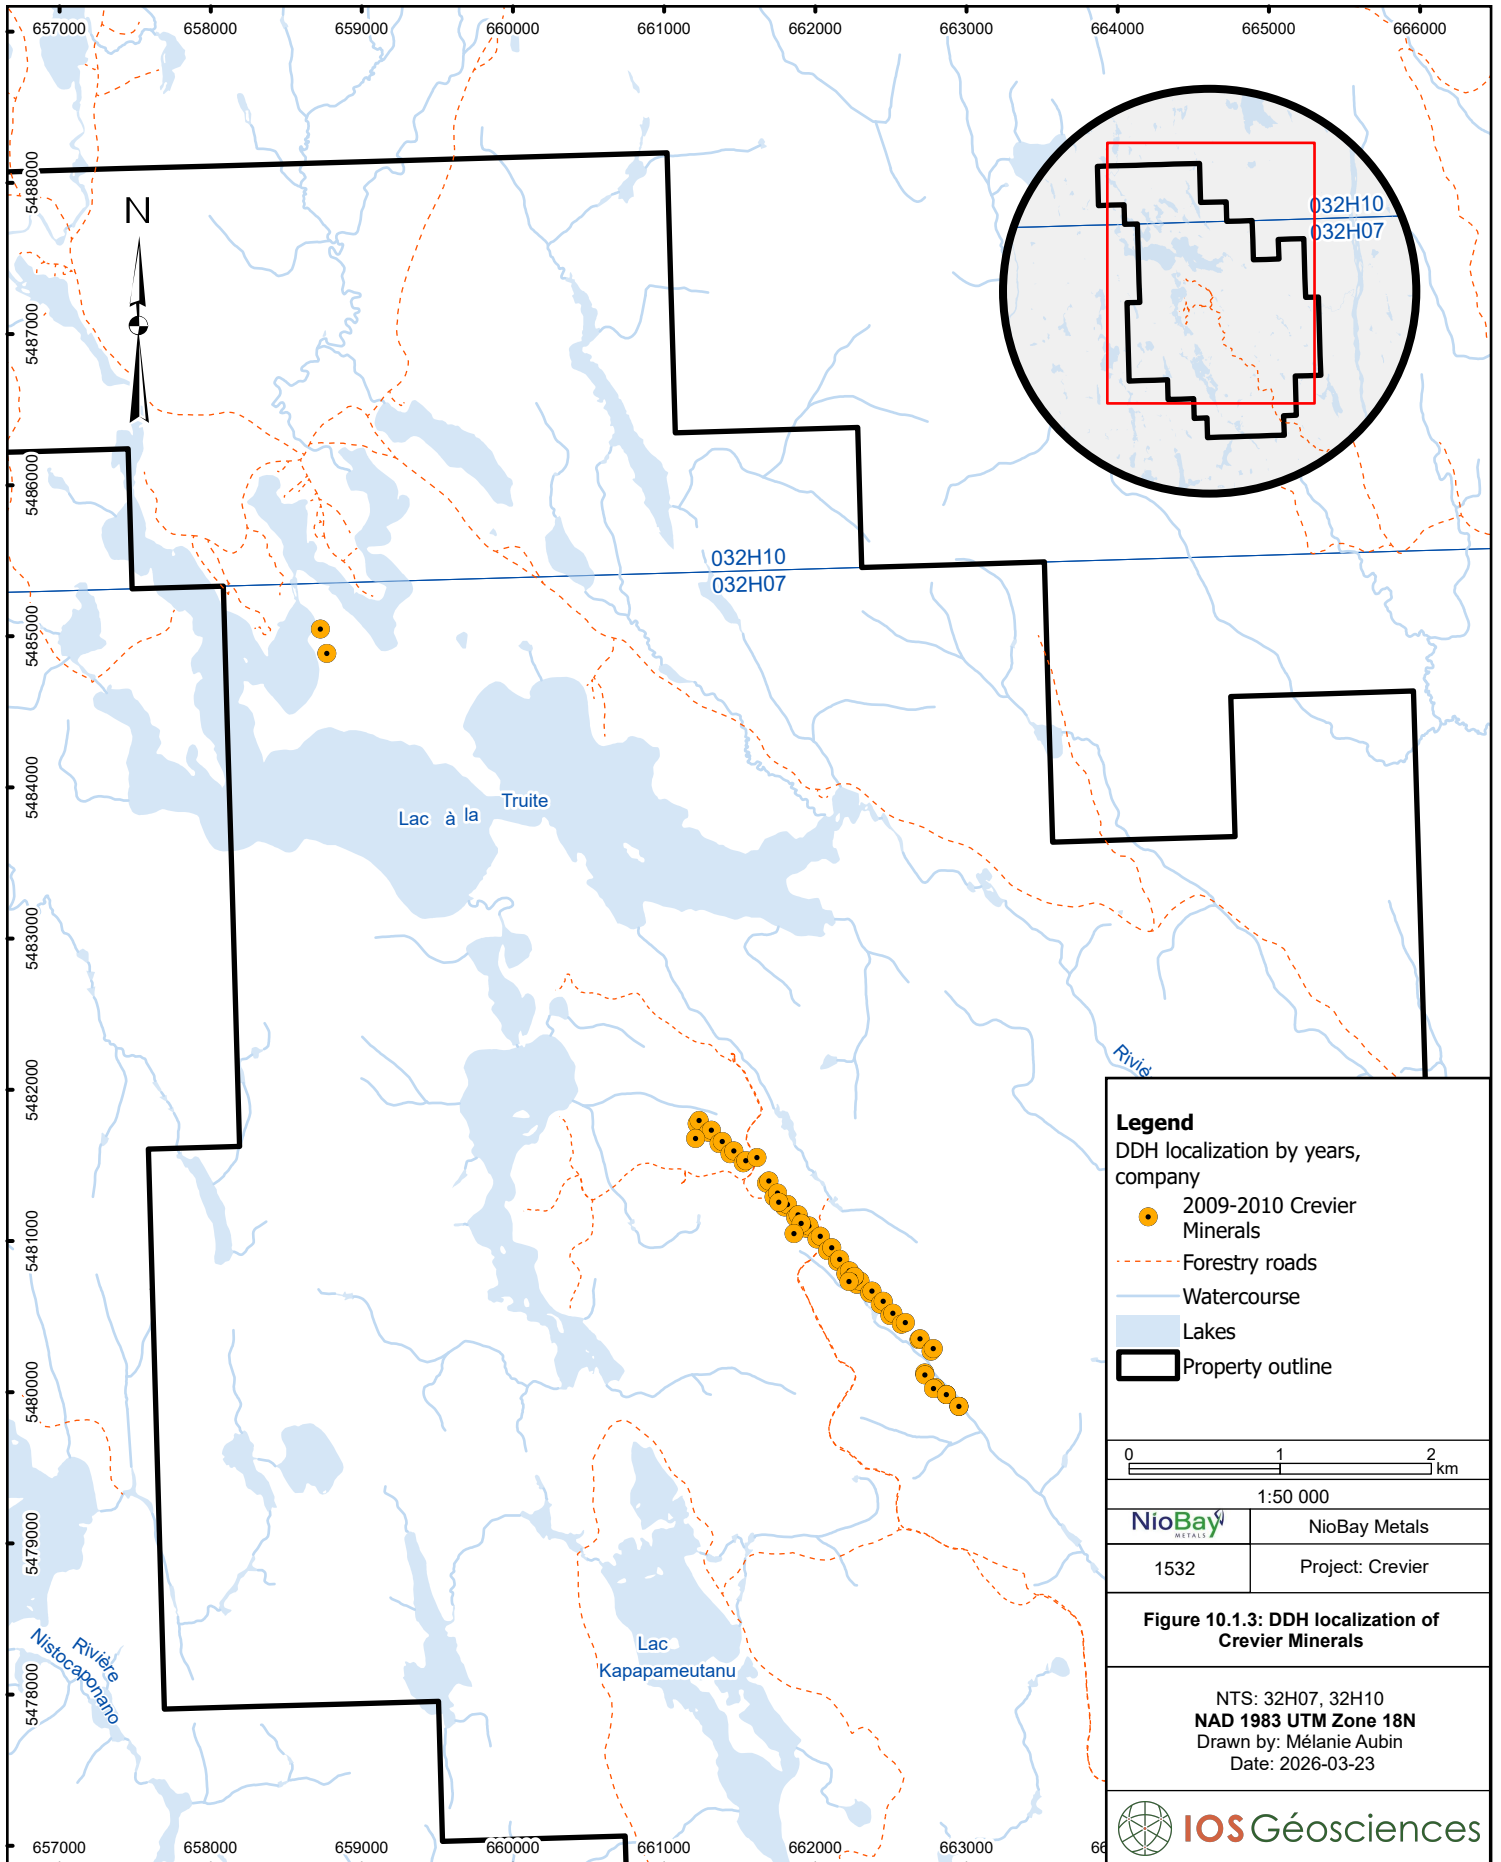 657000 658000 659000 660000 661000 662000 663000 664000 665000 666000
5488000
5487000
5486000
5485000
5484000
5483000
5482000
5481000
5480000
5479000
5478000
N
032H10
032H07
032H10
032H07
Lac à la Truite
Riviè
Rivière
Nistocaponano
Lac
Kapapameutanu
Legend
DDH localization by years,
company
2009-2010 Crevier
Minerals
Forestry roads
Watercourse
Lakes
Property outline
0 1 2
km
1:50 000
NioBay
METALS
NioBay Metals
1532
Project: Crevier
Figure 10.1.3: DDH localization of
Crevier Minerals
NTS: 32H07, 32H10
NAD 1983 UTM Zone 18N
Drawn by: Mélanie Aubin
Date: 2026-03-23
IOS Géosciences
657000 658000 659000 660000 661000 662000 663000 66